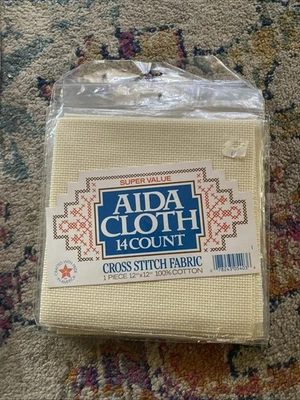 SUPER VALUE
AIDA
CLOTH
14 COUNT
CROSS STITCH FABRIC
1 PIECE 12"x12" 100% COTTON